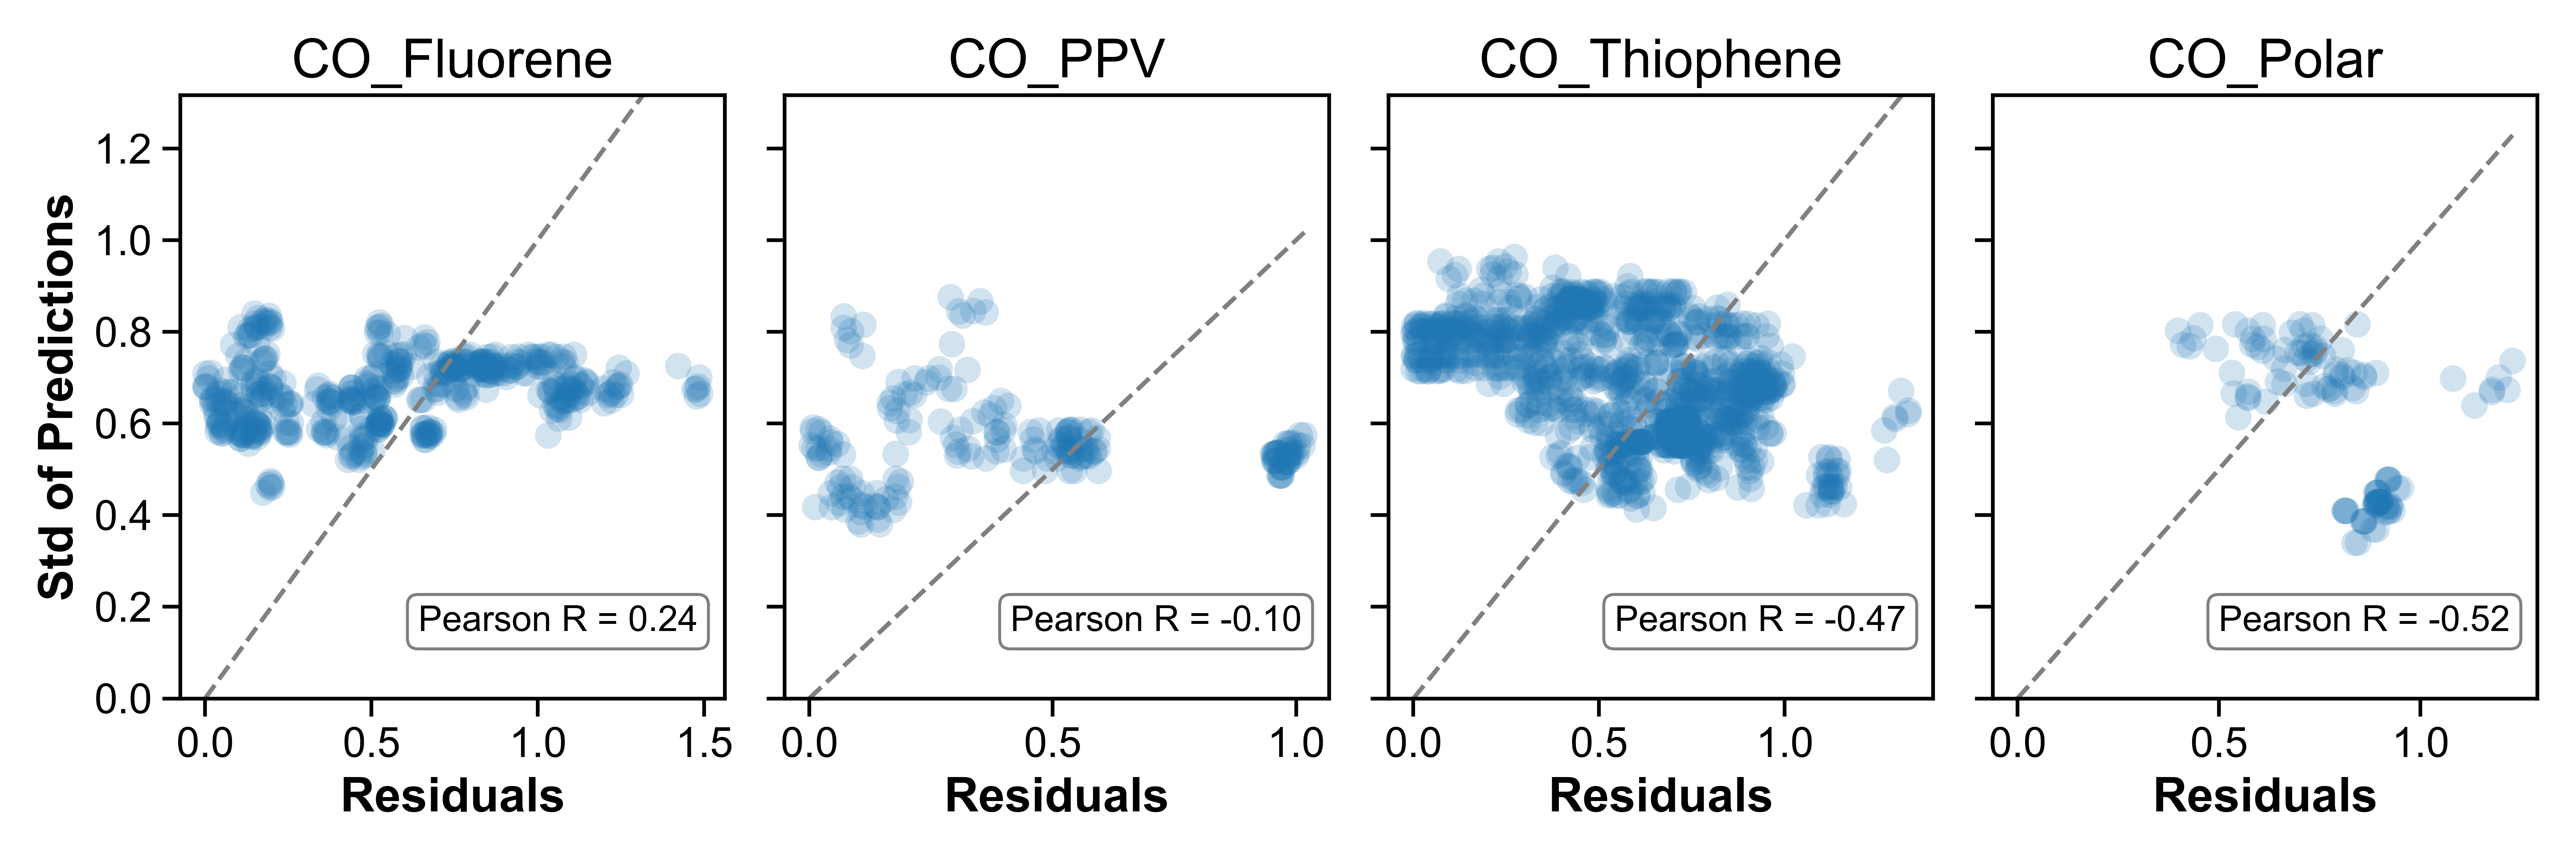 CO_Fluorene
CO_PPV
CO_Thiophene
CO_Polar
Std of Predictions
1.2
1.0
0.8
0.6
0.4
0.2
0.0
Pearson R = 0.24
Pearson R = -0.10
Pearson R = -0.47
Pearson R = -0.52
0.0 0.5 1.0 1.5
0.0 0.5 1.0
0.0 0.5 1.0
0.0 0.5 1.0
Residuals
Residuals
Residuals
Residuals